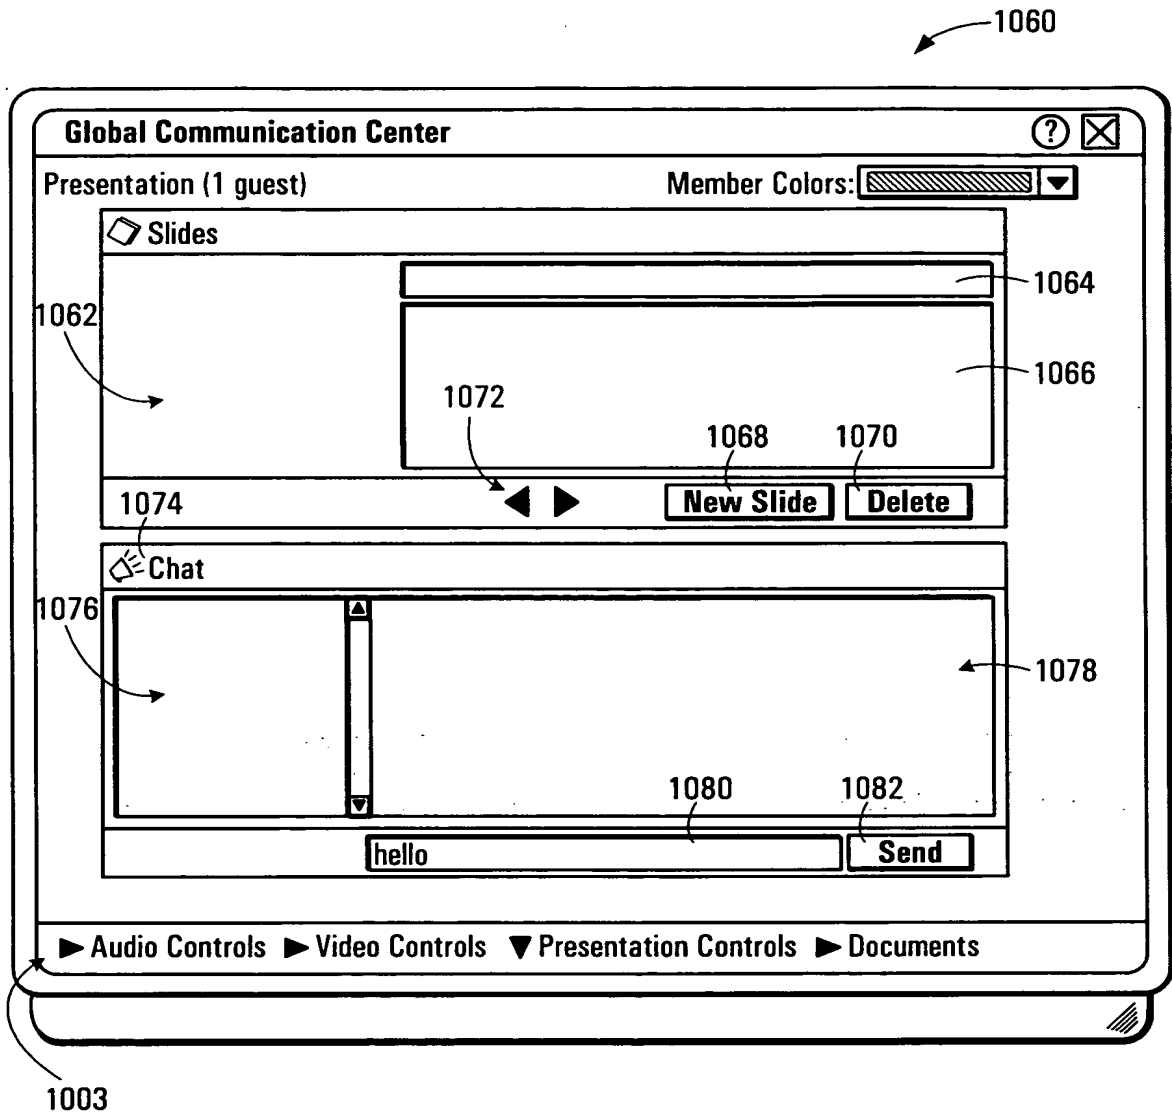 1060
Global Communication Center ?
Presentation (1 guest) Member Colors:
Slides
1064
1062
1066
1072
1068 1070
New Slide Delete
1074
Chat
1076
1078
1080 1082
hello Send
Audio Controls Video Controls Presentation Controls Documents
1003